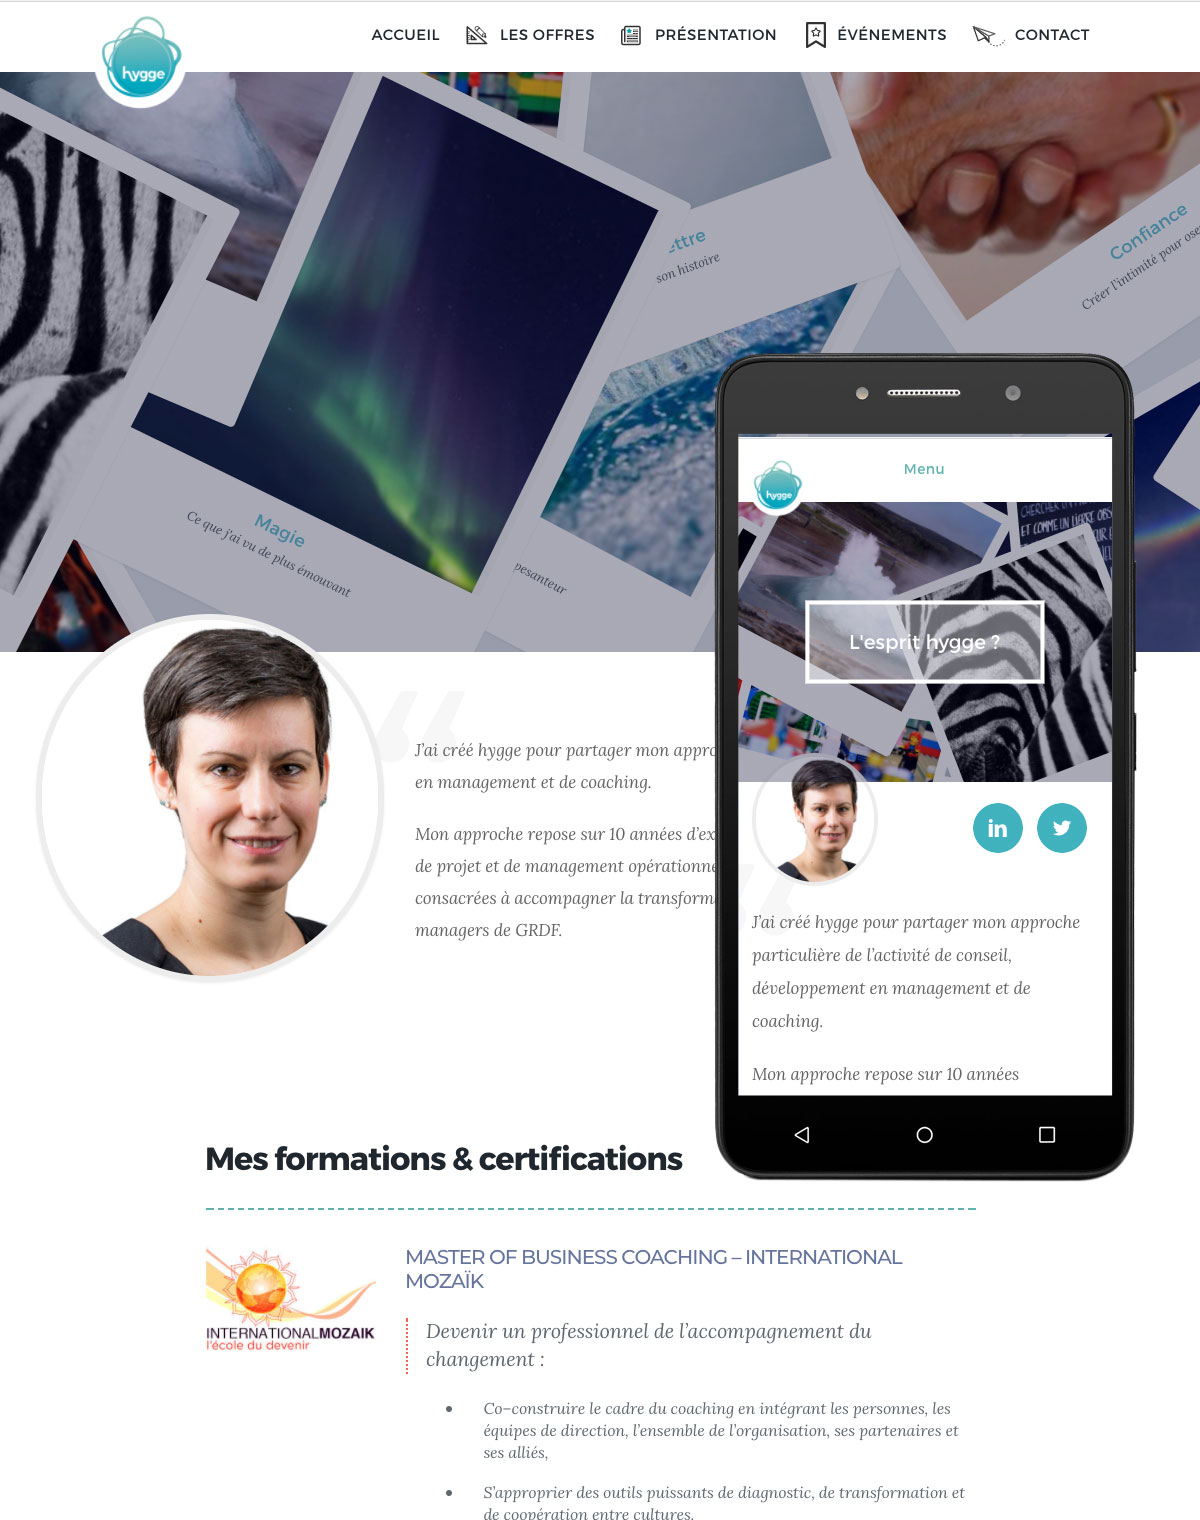 hygge
ACCUEIL
LES OFFRES
PRÉSENTATION
ÉVÉNEMENTS
CONTACT
ettre
son histoire
Confiance
Créer l'intimité pour ose
Magie
Ce que j'ai vu de plus émouvant
pesanteur
“
J'ai créé hygge pour partager mon appro
en management et de coaching.
Mon approche repose sur 10 années d'ex
de projet et de management opérationne
consacrées à accompagner la transform
managers de GRDF.
hygge
Menu
CHERCHER EN
ET COMME UN
L'esprit hygge ?
in
“
J'ai créé hygge pour partager mon approche
particulière de l'activité de conseil,
développement en management et de
coaching.
Mon approche repose sur 10 années
Mes formations & certifications
INTERNATIONALMOZAIK
l'école du devenir
MASTER OF BUSINESS COACHING – INTERNATIONAL
MOZAÏK
Devenir un professionnel de l'accompagnement du
changement :
• Co-construire le cadre du coaching en intégrant les personnes, les
équipes de direction, l'ensemble de l'organisation, ses partenaires et
ses alliés,
• S'approprier des outils puissants de diagnostic, de transformation et
de coopération entre cultures.